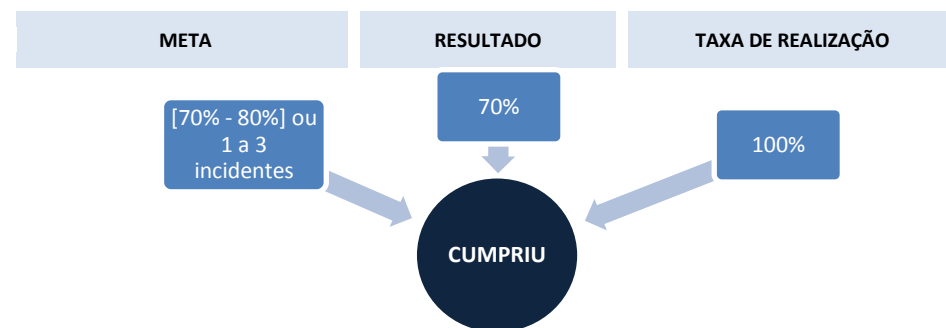 META
RESULTADO
TAXA DE REALIZAÇÃO
[70% - 80%] ou
1 a 3
incidentes
70%
100%
CUMPRIU